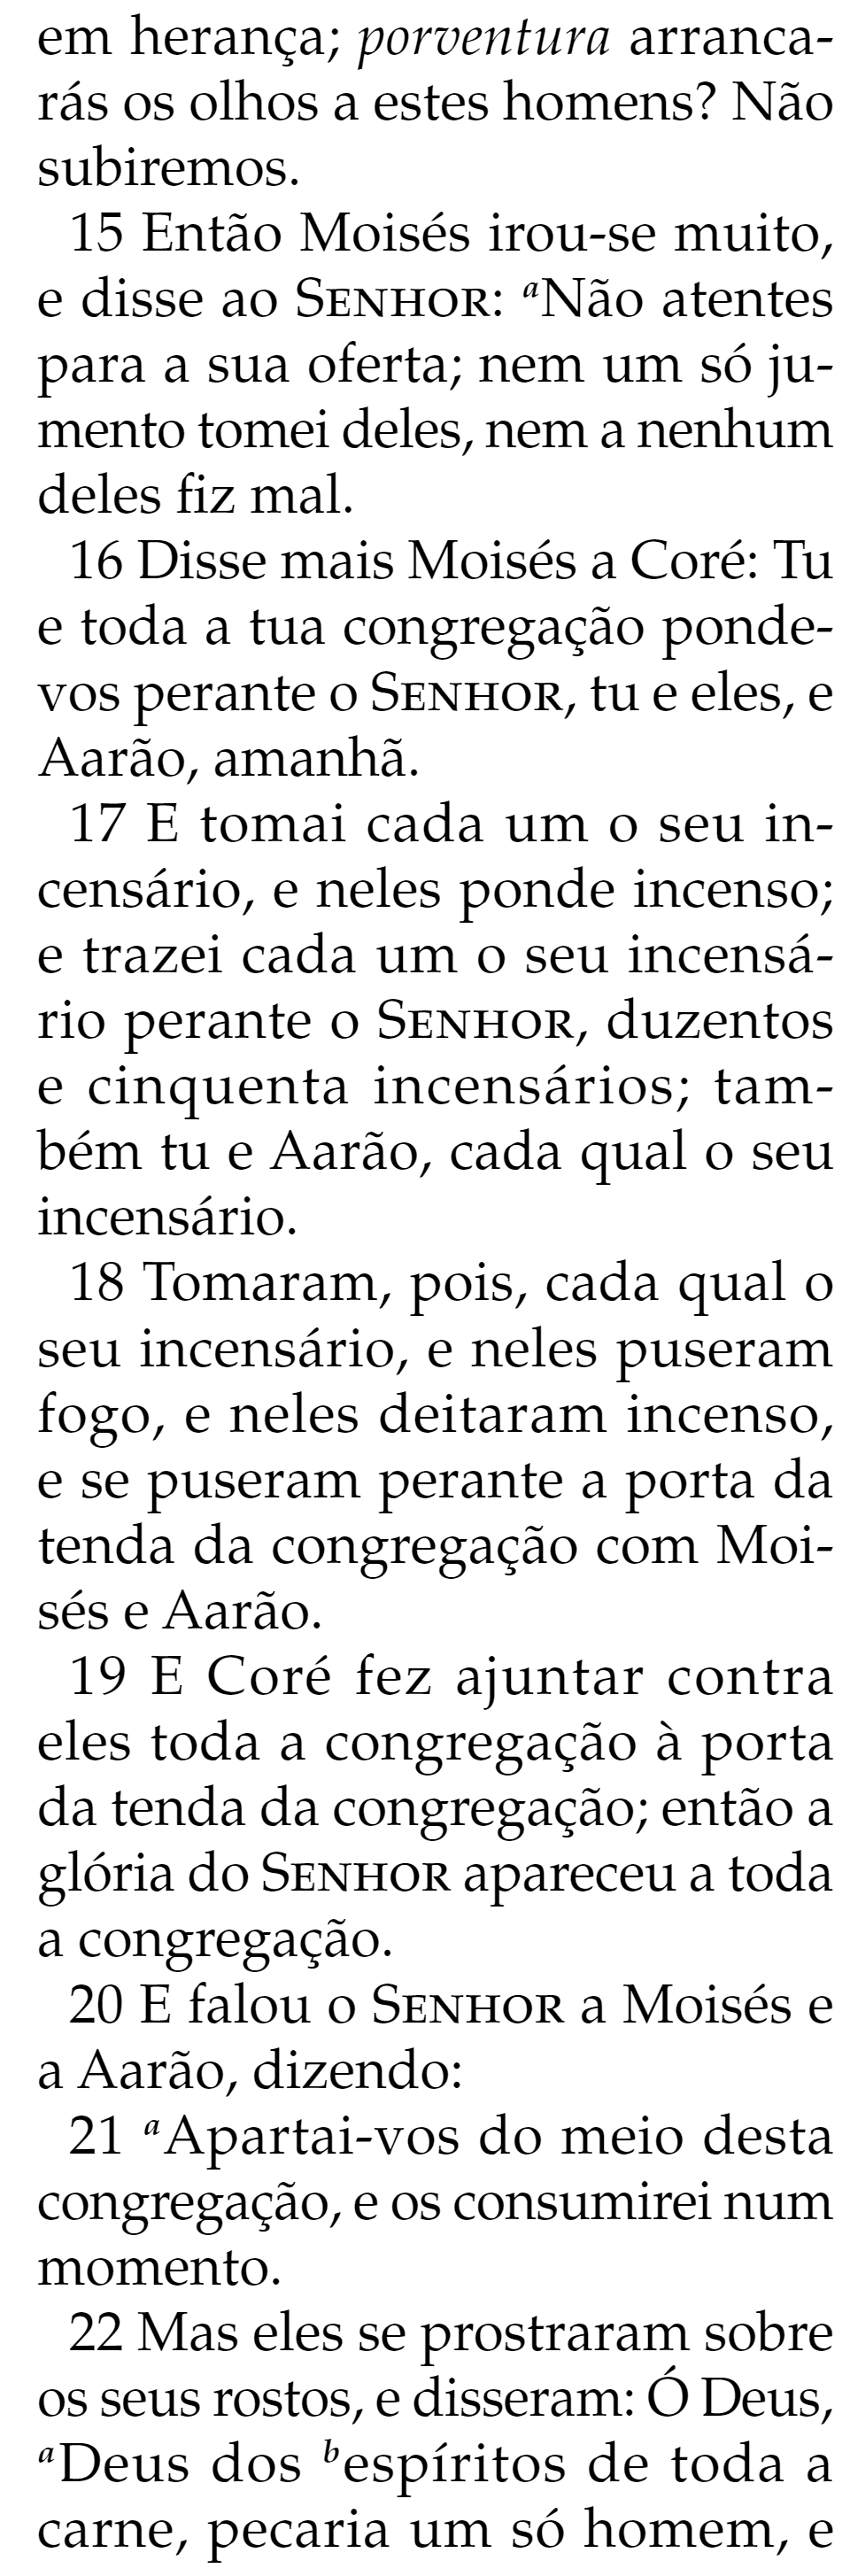 em herança; porventura arranca-
rás os olhos a estes homens? Não
subiremos.
15 Então Moisés irou-se muito,
e disse ao SENHOR: aNão atentes
para a sua oferta; nem um só ju-
mento tomei deles, nem a nenhum
deles fiz mal.
16 Disse mais Moisés a Coré: Tu
e toda a tua congregação ponde-
vos perante o SENHOR, tu e eles, e
Aarão, amanhã.
17 E tomai cada um o seu in-
censário, e neles ponde incenso;
e trazei cada um o seu incensá-
rio perante o SENHOR, duzentos
e cinquenta incensários; tam-
bém tu e Aarão, cada qual o seu
incensário.
18 Tomaram, pois, cada qual o
seu incensário, e neles puseram
fogo, e neles deitaram incenso,
e se puseram perante a porta da
tenda da congregação com Moi-
sés e Aarão.
19 E Coré fez ajuntar contra
eles toda a congregação à porta
da tenda da congregação; então a
glória do SENHOR apareceu a toda
a congregação.
20 E falou o SENHOR a Moisés e
a Aarão, dizendo:
21 aApartai-vos do meio desta
congregação, e os consumirei num
momento.
22 Mas eles se prostraram sobre
os seus rostos, e disseram: Ó Deus,
aDeus dos bespíritos de toda a
carne, pecaria um só homem, e